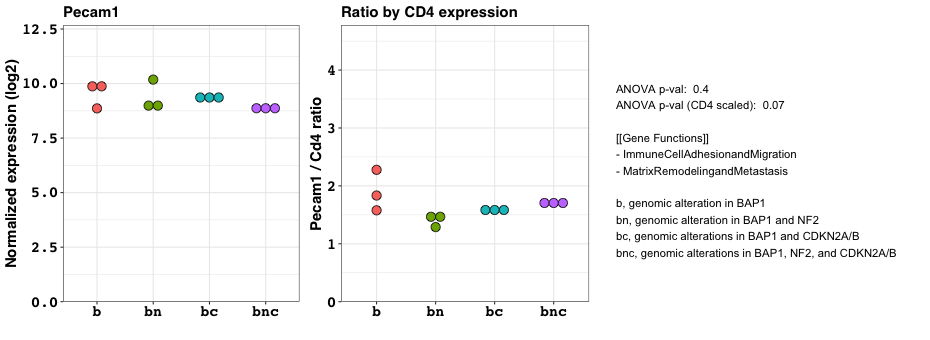 Pecam1
Normalized expression (log2)
12.5
10.0
7.5
5.0
2.5
0.0
b bn bc bnc
Ratio by CD4 expression
Pecam1 / Cd4 ratio
4
3
2
1
0
b bn bc bnc
ANOVA p-val:  0.4
ANOVA p-val (CD4 scaled):  0.07
[[Gene Functions]]
- ImmuneCellAdhesionandMigration
- MatrixRemodelingandMetastasis
b, genomic alteration in BAP1
bn, genomic alteration in BAP1 and NF2
bc, genomic alterations in BAP1 and CDKN2A/B
bnc, genomic alterations in BAP1, NF2, and CDKN2A/B